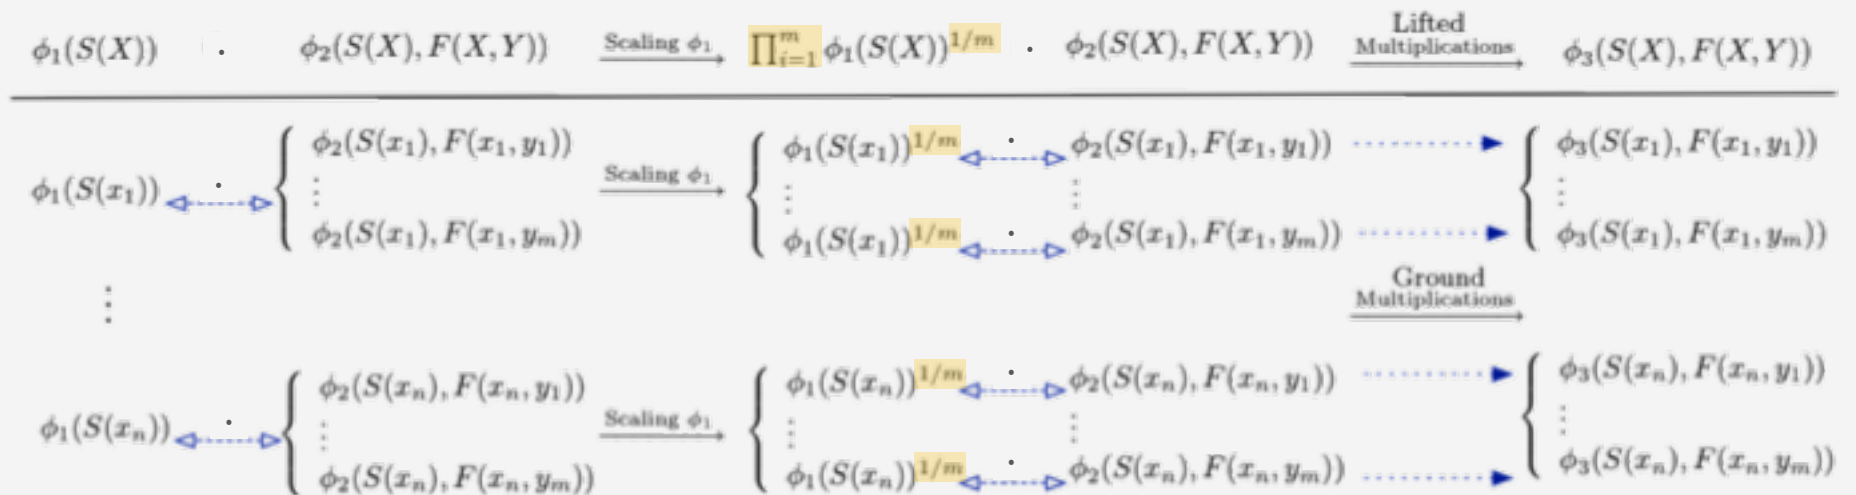 ϕ₁(S(X)) · ϕ₂(S(X), F(X, Y)) Scaling ϕ₁ ∏ᵢ₌₁ᵐ ϕ₁(S(X))^{1/m} · ϕ₂(S(X), F(X, Y)) Lifted Multiplications ϕ₃(S(X), F(X, Y))
ϕ₂(S(x₁), F(x₁, y₁)) ϕ₁(S(x₁))^{1/m} · ϕ₂(S(x₁), F(x₁, y₁)) ϕ₃(S(x₁), F(x₁, y₁))
ϕ₁(S(x₁)) · ⋮ Scaling ϕ₁ ⋮ ⋮ ⋮
ϕ₂(S(x₁), F(x₁, yₘ)) ϕ₁(S(x₁))^{1/m} · ϕ₂(S(x₁), F(x₁, yₘ)) ϕ₃(S(x₁), F(x₁, yₘ))
⋮ Ground Multiplications
ϕ₂(S(xₙ), F(xₙ, y₁)) ϕ₁(S(xₙ))^{1/m} · ϕ₂(S(xₙ), F(xₙ, y₁)) ϕ₃(S(xₙ), F(xₙ, y₁))
ϕ₁(S(xₙ)) · ⋮ Scaling ϕ₁ ⋮ ⋮ ⋮
ϕ₂(S(xₙ), F(xₙ, yₘ)) ϕ₁(S(xₙ))^{1/m} · ϕ₂(S(xₙ), F(xₙ, yₘ)) ϕ₃(S(xₙ), F(xₙ, yₘ))